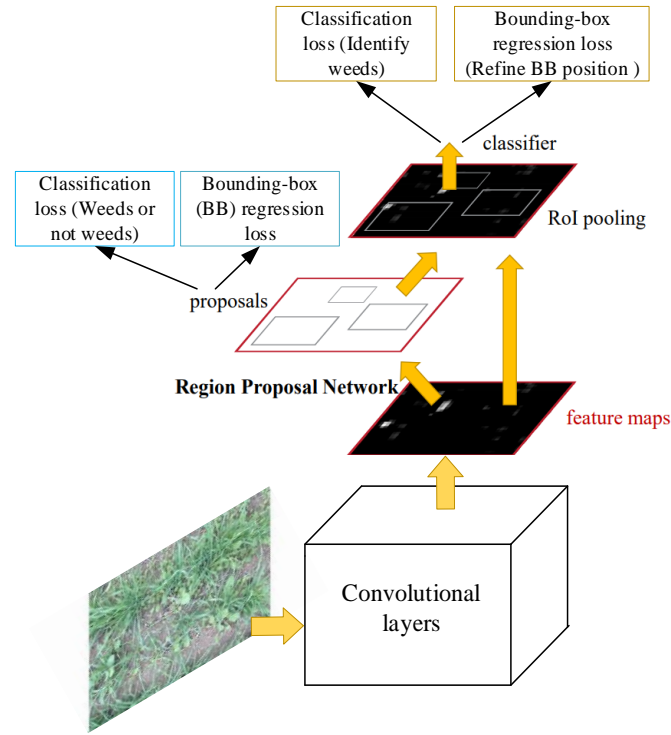 Classification
loss (Identify
weeds)
Bounding-box
regression loss
(Refine BB position )
classifier
Classification
loss (Weeds or
not weeds)
Bounding-box
(BB) regression
loss
RoI pooling
proposals
Region Proposal Network
feature maps
Convolutional
layers